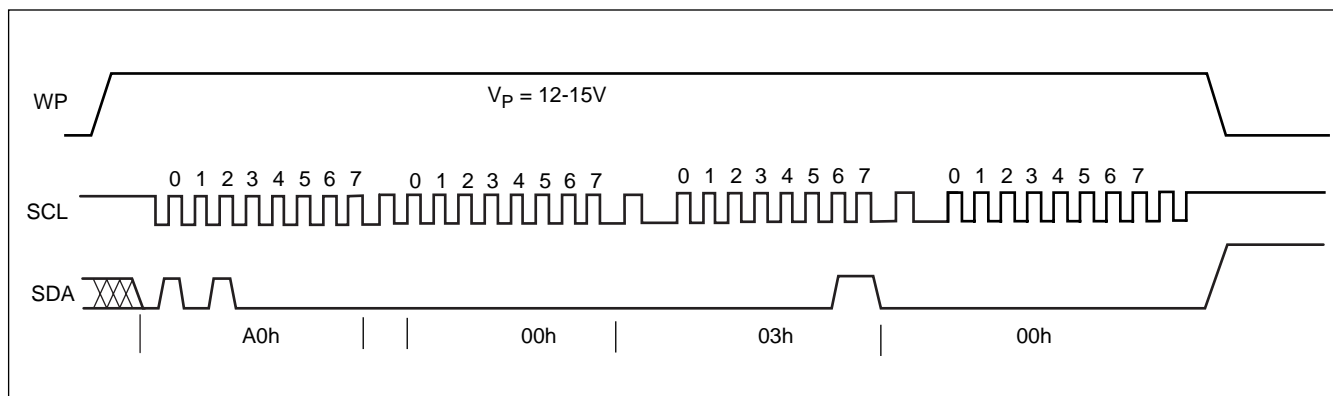 WP
V_P = 12-15V
0 1 2 3 4 5 6 7 0 1 2 3 4 5 6 7 0 1 2 3 4 5 6 7 0 1 2 3 4 5 6 7
SCL
SDA
A0h 00h 03h 00h